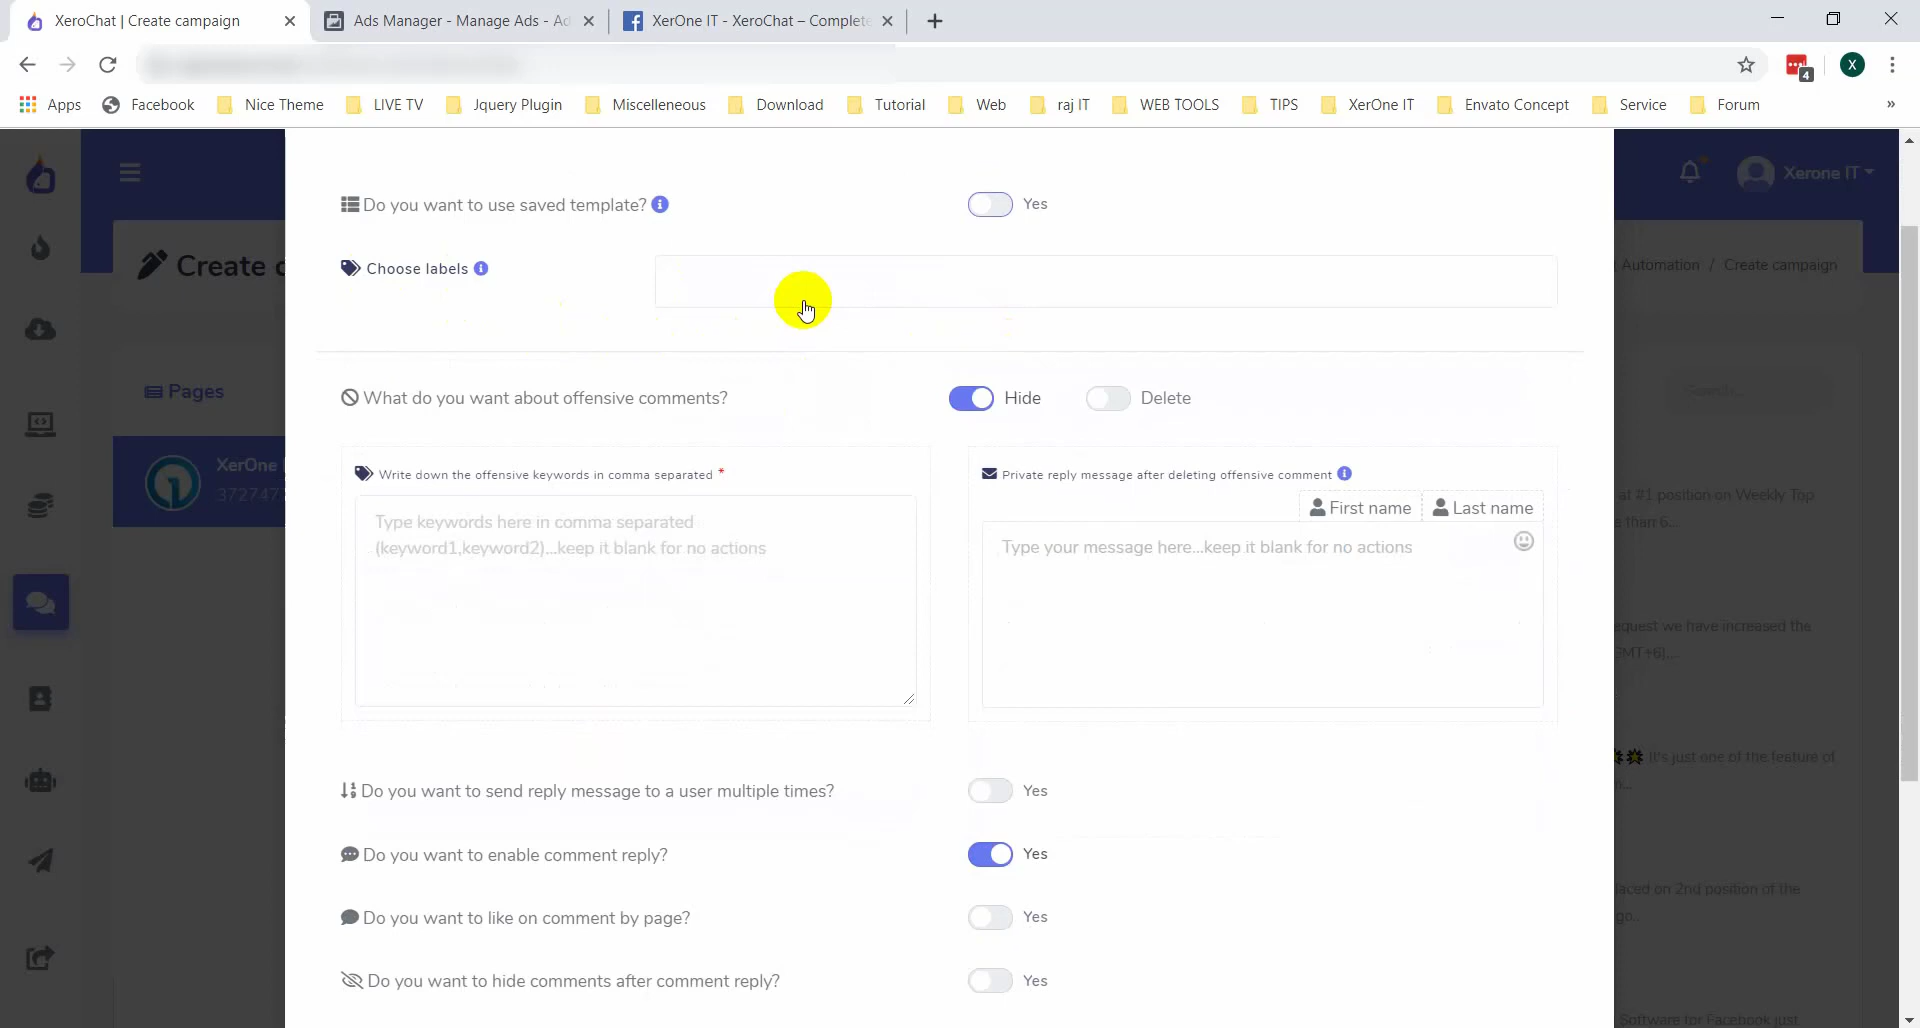 XeroChat | Create campaign
Ads Manager - Manage Ads - Ad
XerOne IT - XeroChat – Complete
4
X
Apps
Facebook
Nice Theme
LIVE TV
Jquery Plugin
Miscelleneous
Download
Tutorial
Web
raj IT
WEB TOOLS
TIPS
XerOne IT
Envato Concept
Service
Forum
»
Xerone IT
Create c
Automation / Create campaign
Do you want to use saved template?
Yes
Choose labels
Pages
Search...
What do you want about offensive comments?
Hide
Delete
XerOne
372747
Write down the offensive keywords in comma separated *
Type keywords here in comma separated
(keyword1,keyword2)...keep it blank for no actions
Private reply message after deleting offensive comment
First name
Last name
Type your message here...keep it blank for no actions
at #1 position on Weekly Top
than 6...
equest we have increased the
GMT+6)...
It's just one of the feature of
Do you want to send reply message to a user multiple times?
Yes
Do you want to enable comment reply?
Yes
laced on 2nd position of the
go...
Do you want to like on comment by page?
Yes
Do you want to hide comments after comment reply?
Yes
Software for Facebook just